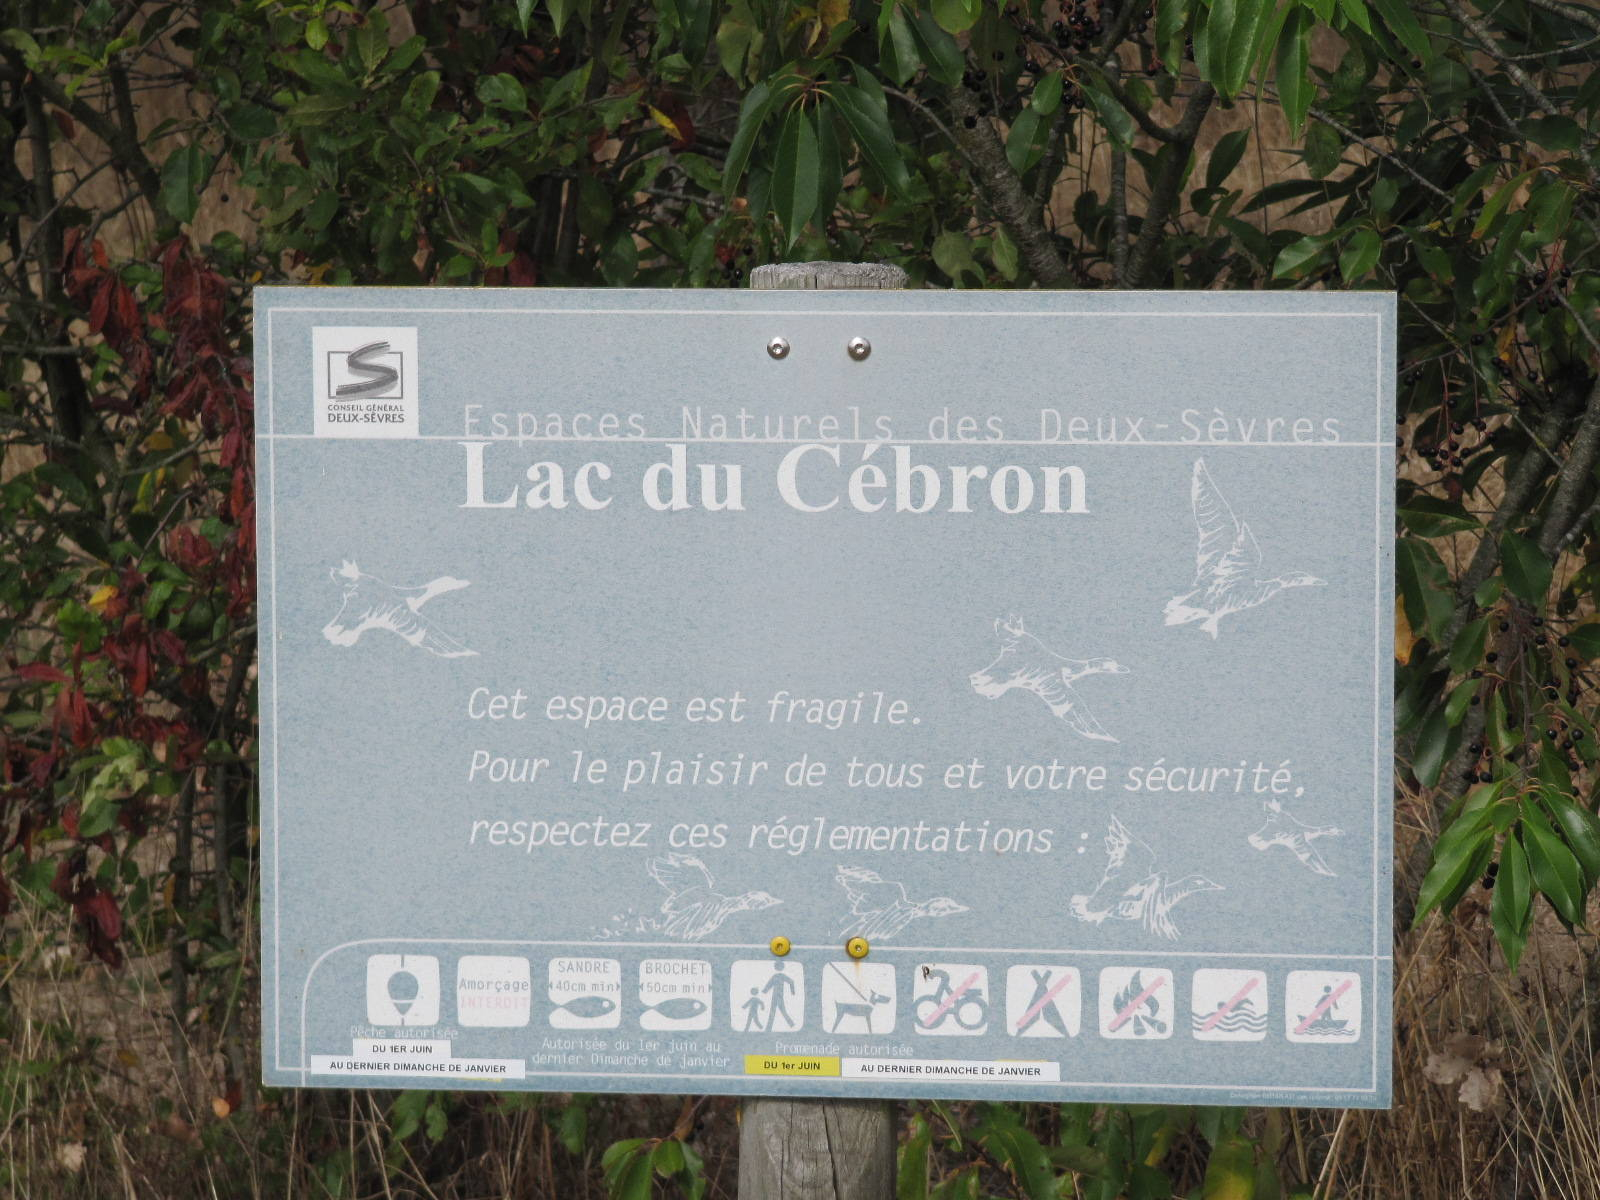 CONSEIL GÉNÉRAL
DEUX-SÈVRES
Espaces Naturels des Deux-Sèvres
Lac du Cébron
Cet espace est fragile.
Pour le plaisir de tous et votre sécurité,
respectez ces réglementations :
Amorçage
INTERDIT
SANDRE
40cm min
BROCHET
50cm min
Pêche autorisée
DU 1ER JUIN
AU DERNIER DIMANCHE DE JANVIER
Autorisée du 1er juin au
dernier Dimanche de janvier
Promenade autorisée
DU 1er JUIN
AU DERNIER DIMANCHE DE JANVIER